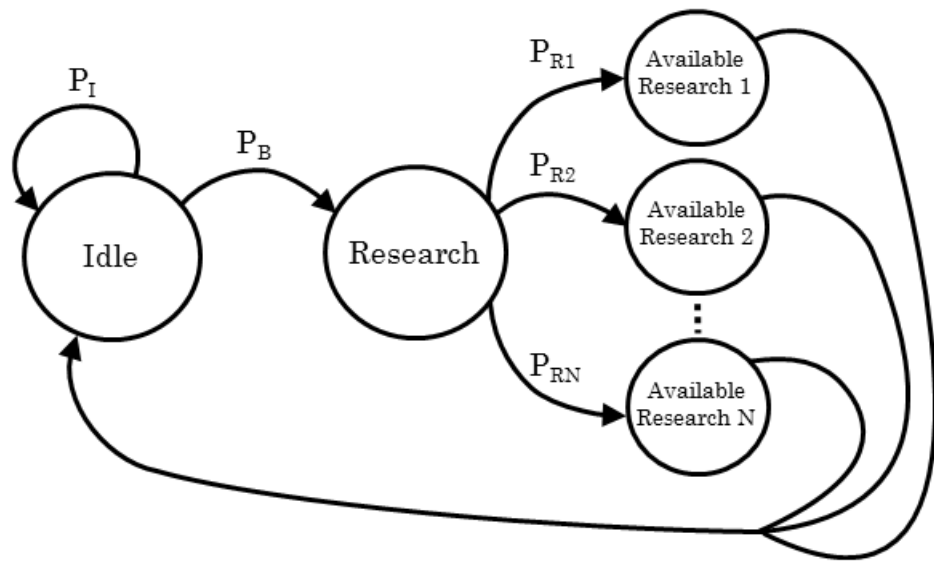 P_I
P_B
Idle
Research
P_R1
P_R2
P_RN
Available
Research 1
Available
Research 2
Available
Research N